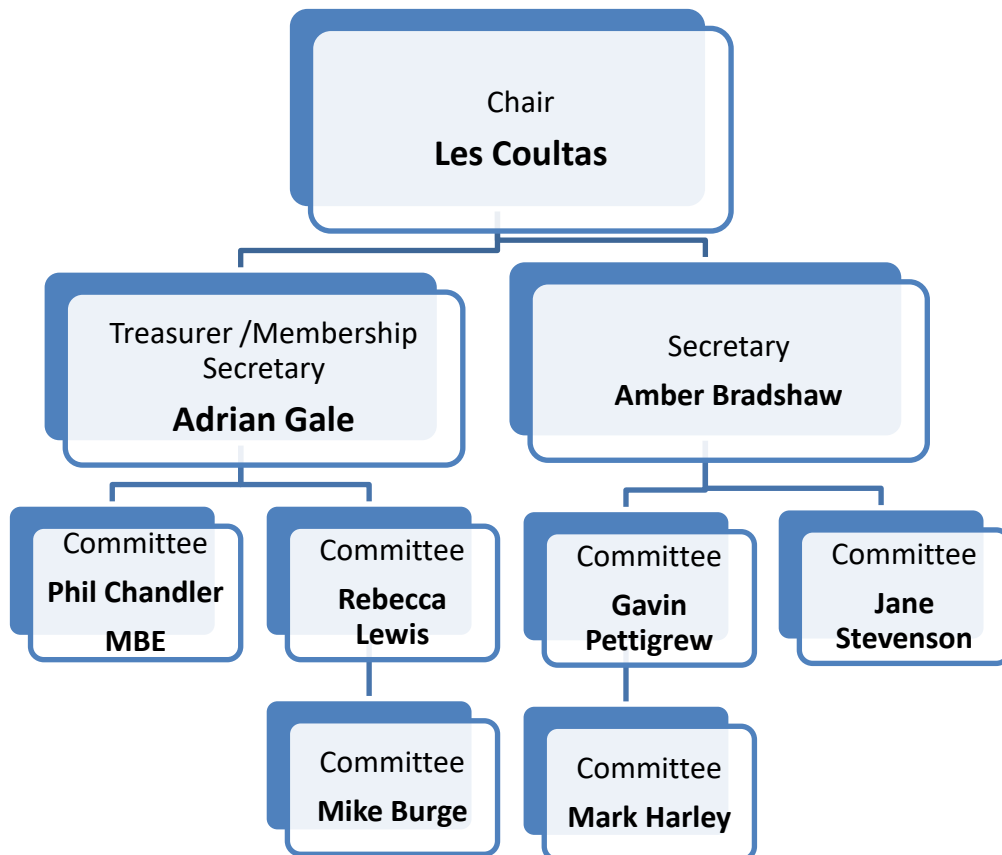 Chair
Les Coultas
Treasurer /Membership
Secretary
Adrian Gale
Secretary
Amber Bradshaw
Committee
Phil Chandler
MBE
Committee
Rebecca
Lewis
Committee
Gavin
Pettigrew
Committee
Jane
Stevenson
Committee
Mike Burge
Committee
Mark Harley